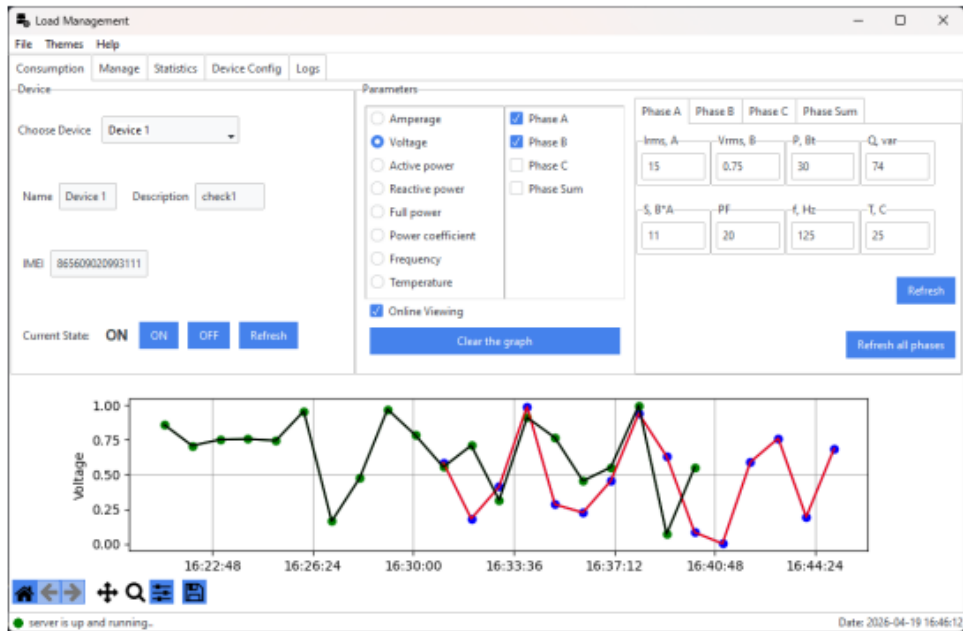 Load Management
File Themes Help
Consumption Manage Statistics Device Config Logs
Device
Choose Device Device 1
Name Device 1 Description check1
IMEI 865609020993111
Current State: ON ON OFF Refresh
Parameters
Amperage
Voltage
Active power
Reactive power
Full power
Power coefficient
Frequency
Temperature
Phase A
Phase B
Phase C
Phase Sum
Online Viewing
Clear the graph
Phase A Phase B Phase C Phase Sum
Irms, A Vrms, B P, Bt Q, var
15 0.75 30 74
S, B*A PF f, Hz T, C
11 20 125 25
Refresh
Refresh all phases
Voltage
1.00
0.75
0.50
0.25
0.00
16:22:48 16:26:24 16:30:00 16:33:36 16:37:12 16:40:48 16:44:24
server is up and running.. Date: 2026-04-19 16:46:12